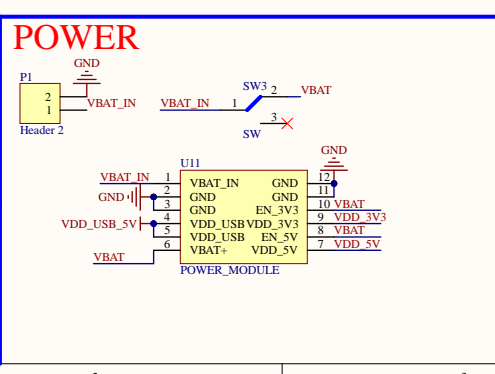 POWER
P1
GND
2
1
VBAT_IN
Header 2
VBAT_IN
1
SW3
2
VBAT
3
SW
GND
U11
VBAT_IN
1
VBAT_IN
GND
12
GND
2
GND
GND
11
3
GND
EN_3V3
10
VBAT
VDD_USB_5V
4
VDD_USB
VDD_3V3
9
VDD_3V3
5
VDD_USB
EN_5V
8
VBAT
VBAT
6
VBAT+
VDD_5V
7
VDD_5V
POWER_MODULE